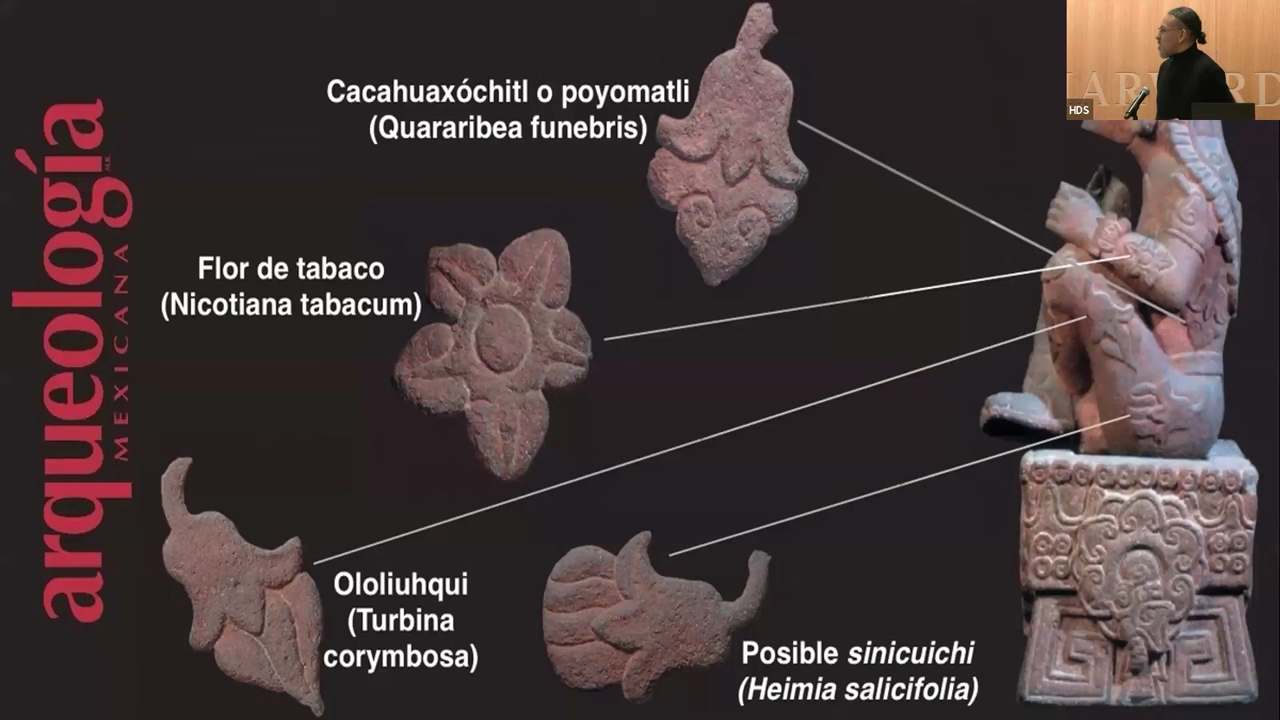 arqueología
MEXICANA
Cacahuaxóchitl o poyomatli
(Quararibea funebris)
Flor de tabaco
(Nicotiana tabacum)
Ololiuhqui
(Turbina
corymbosa)
Posible sinicuichi
(Heimia salicifolia)
HDS